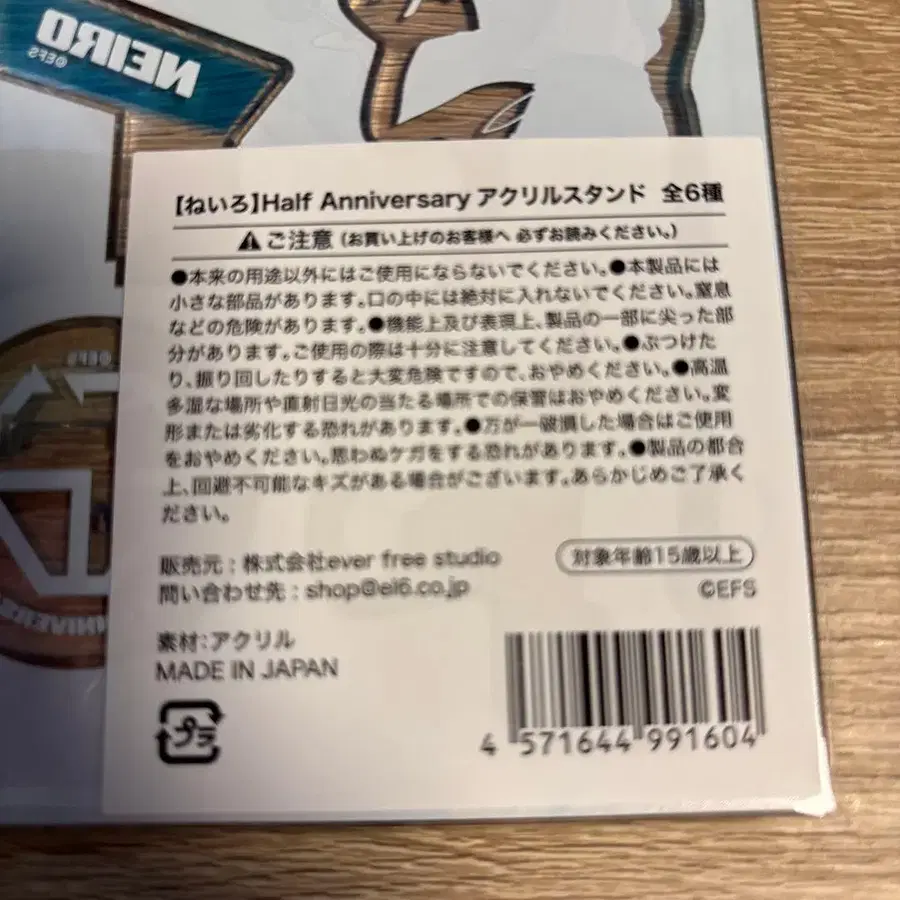 NEIRO
©EFS
【ねいろ】Half Anniversary アクリルスタンド 全6種
⚠ご注意（お買い上げのお客様へ 必ずお読みください。）
●本来の用途以外にはご使用にならないでください。●本製品には
小さな部品があります。口の中には絶対に入れないでください。窒息
などの危険があります。●機能上及び表現上、製品の一部に尖った部
分があります。ご使用の際は十分に注意してください。●ぶつけた
り、振り回したりすると大変危険ですので、おやめください。●高温
多湿な場所や直射日光の当たる場所での保管はおやめください。変
形または劣化する恐れがあります。●万が一破損した場合はご使用
をおやめください。思わぬケガをする恐れがあります。●製品の都合
上、回避不可能なキズがある場合がございます。あらかじめご了承く
ださい。
販売元：株式会社ever free studio
対象年齢15歳以上
問い合わせ先：shop@el6.co.jp
©EFS
素材：アクリル
MADE IN JAPAN
プラ
4 571644 991604